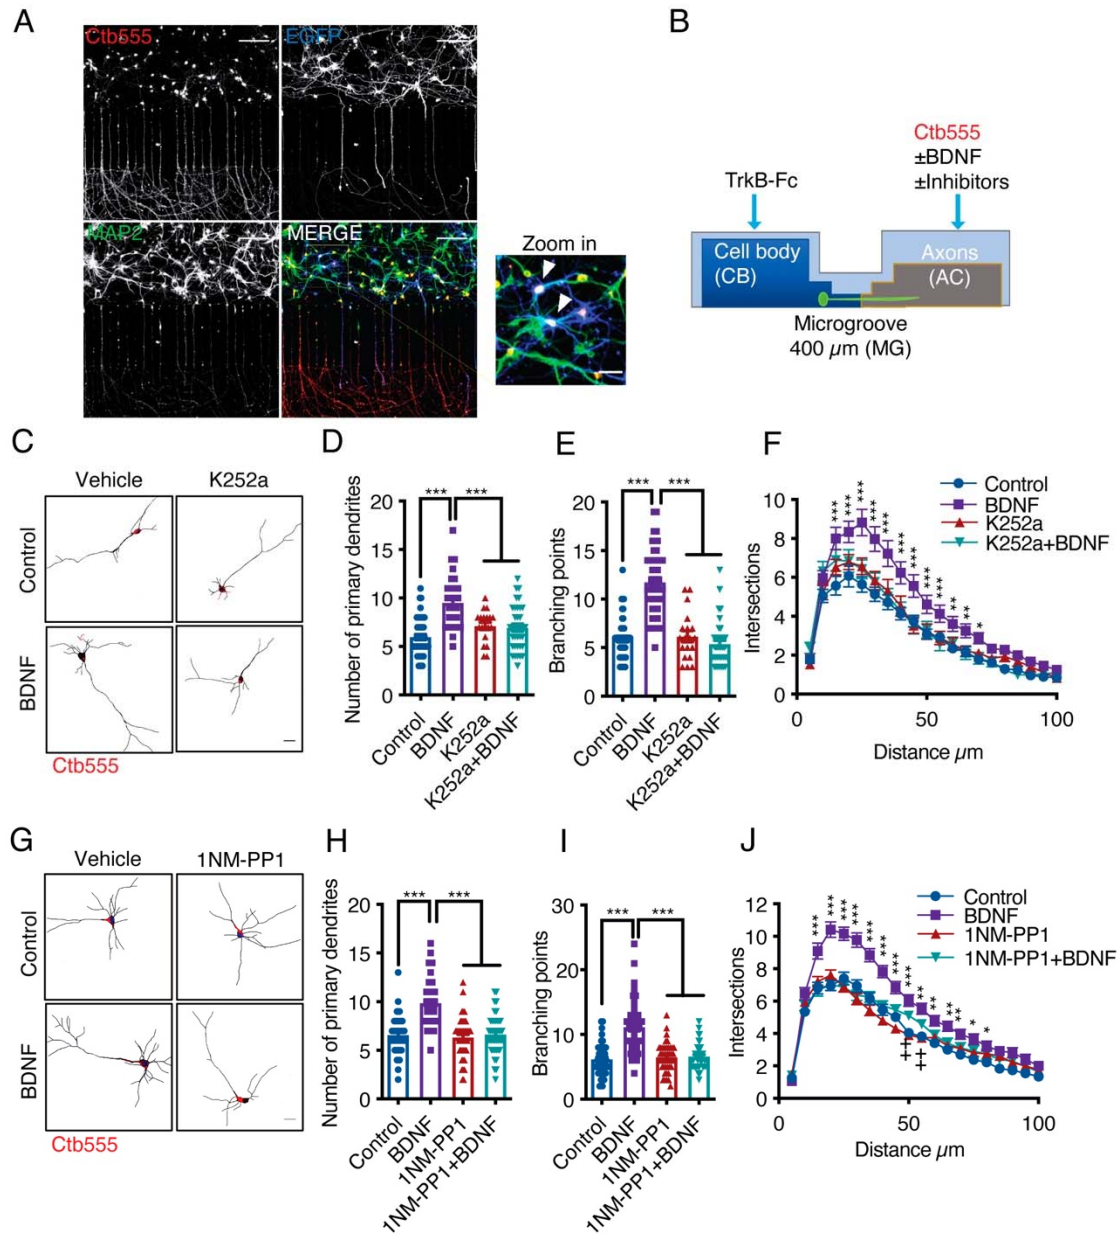 A
Ctb555
EGFP
MAP2
MERGE
Zoom in
B
Ctb555
±BDNF
±Inhibitors
TrkB-Fc
Cell body
(CB)
Axons
(AC)
Microgroove
400 µm (MG)
C
Vehicle
K252a
Control
BDNF
Ctb555
D
Number of primary dendrites
20
15
10
5
0
***
***
Control
BDNF
K252a
K252a+BDNF
E
Branching points
20
15
10
5
0
***
***
Control
BDNF
K252a
K252a+BDNF
F
Control
BDNF
K252a
K252a+BDNF
Intersections
10
8
6
4
2
0
0
50
100
Distance µm
G
Vehicle
1NM-PP1
Control
BDNF
Ctb555
H
Number of primary dendrites
20
15
10
5
0
***
***
Control
BDNF
1NM-PP1
1NM-PP1+BDNF
I
Branching points
30
20
10
0
***
***
Control
BDNF
1NM-PP1
1NM-PP1+BDNF
J
Control
BDNF
1NM-PP1
1NM-PP1+BDNF
Intersections
12
10
8
6
4
2
0
0
50
100
Distance µm